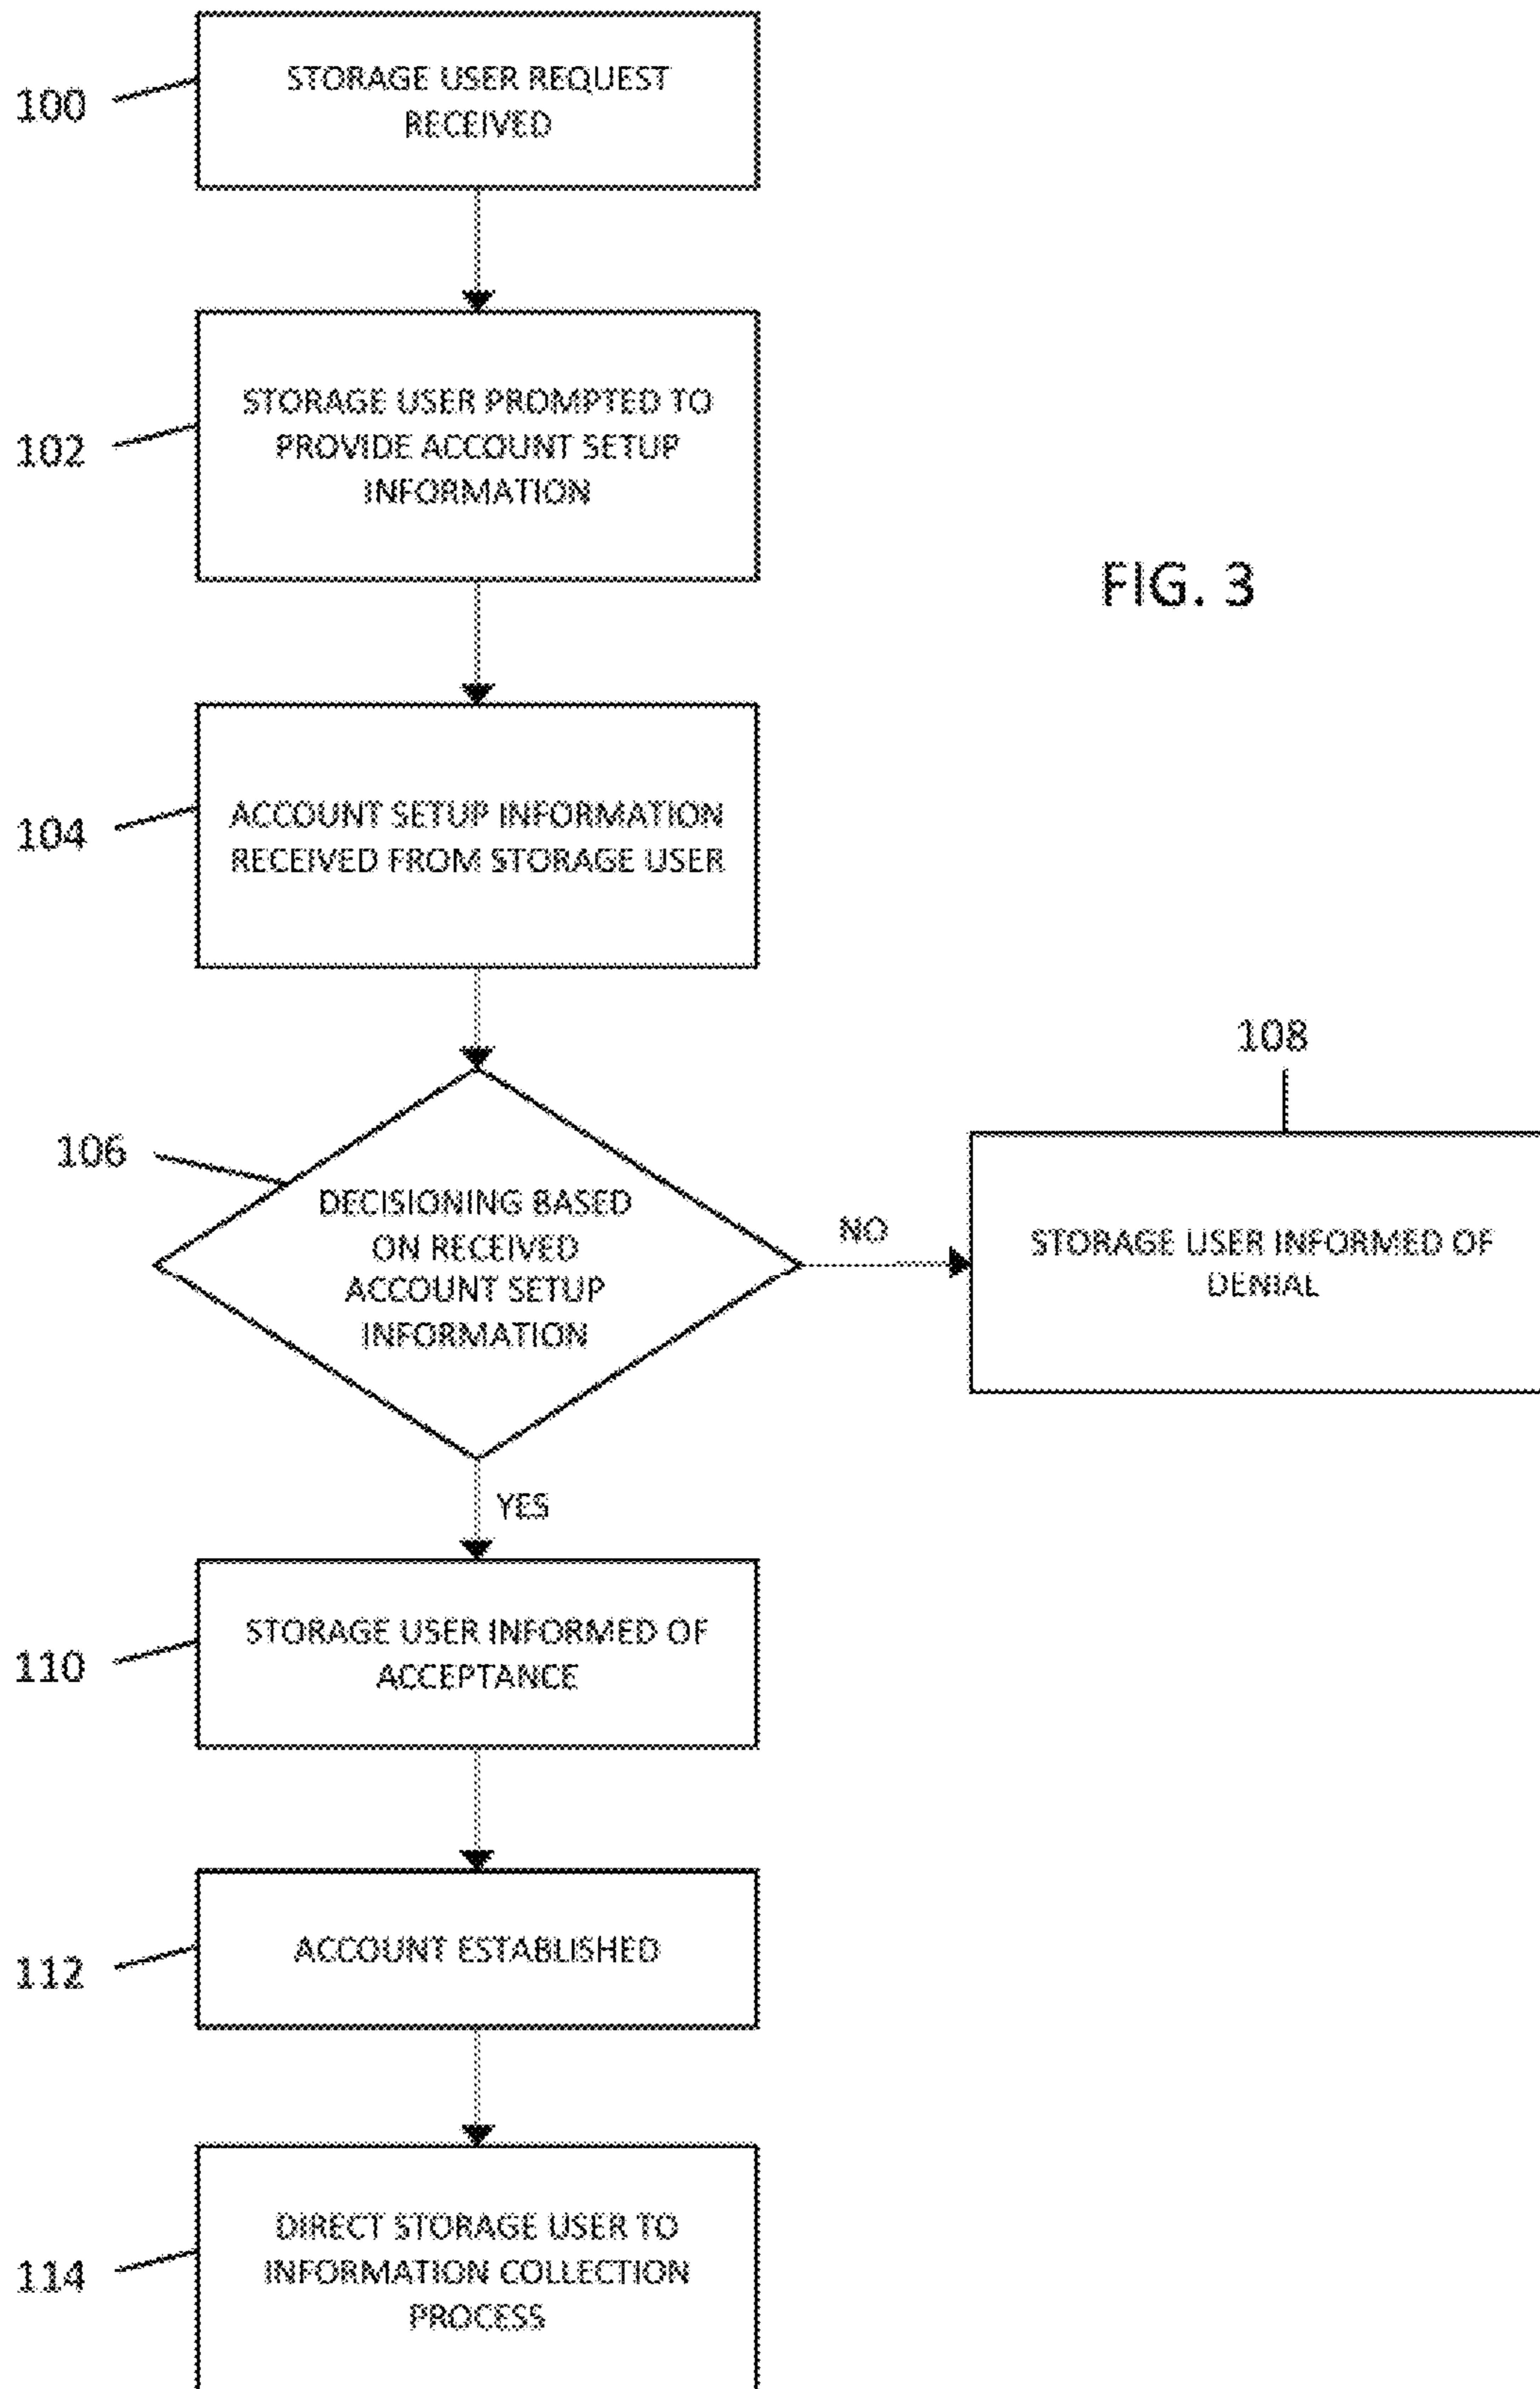 100
STORAGE USER REQUEST
RECEIVED
102
STORAGE USER PROMPTED TO
PROVIDE ACCOUNT SETUP
INFORMATION
FIG. 3
104
ACCOUNT SETUP INFORMATION
RECEIVED FROM STORAGE USER
106
DECISIONING BASED
ON RECEIVED
ACCOUNT SETUP
INFORMATION
NO
108
STORAGE USER INFORMED OF
DENIAL
YES
110
STORAGE USER INFORMED OF
ACCEPTANCE
112
ACCOUNT ESTABLISHED
114
DIRECT STORAGE USER TO
INFORMATION COLLECTION
PROCESS